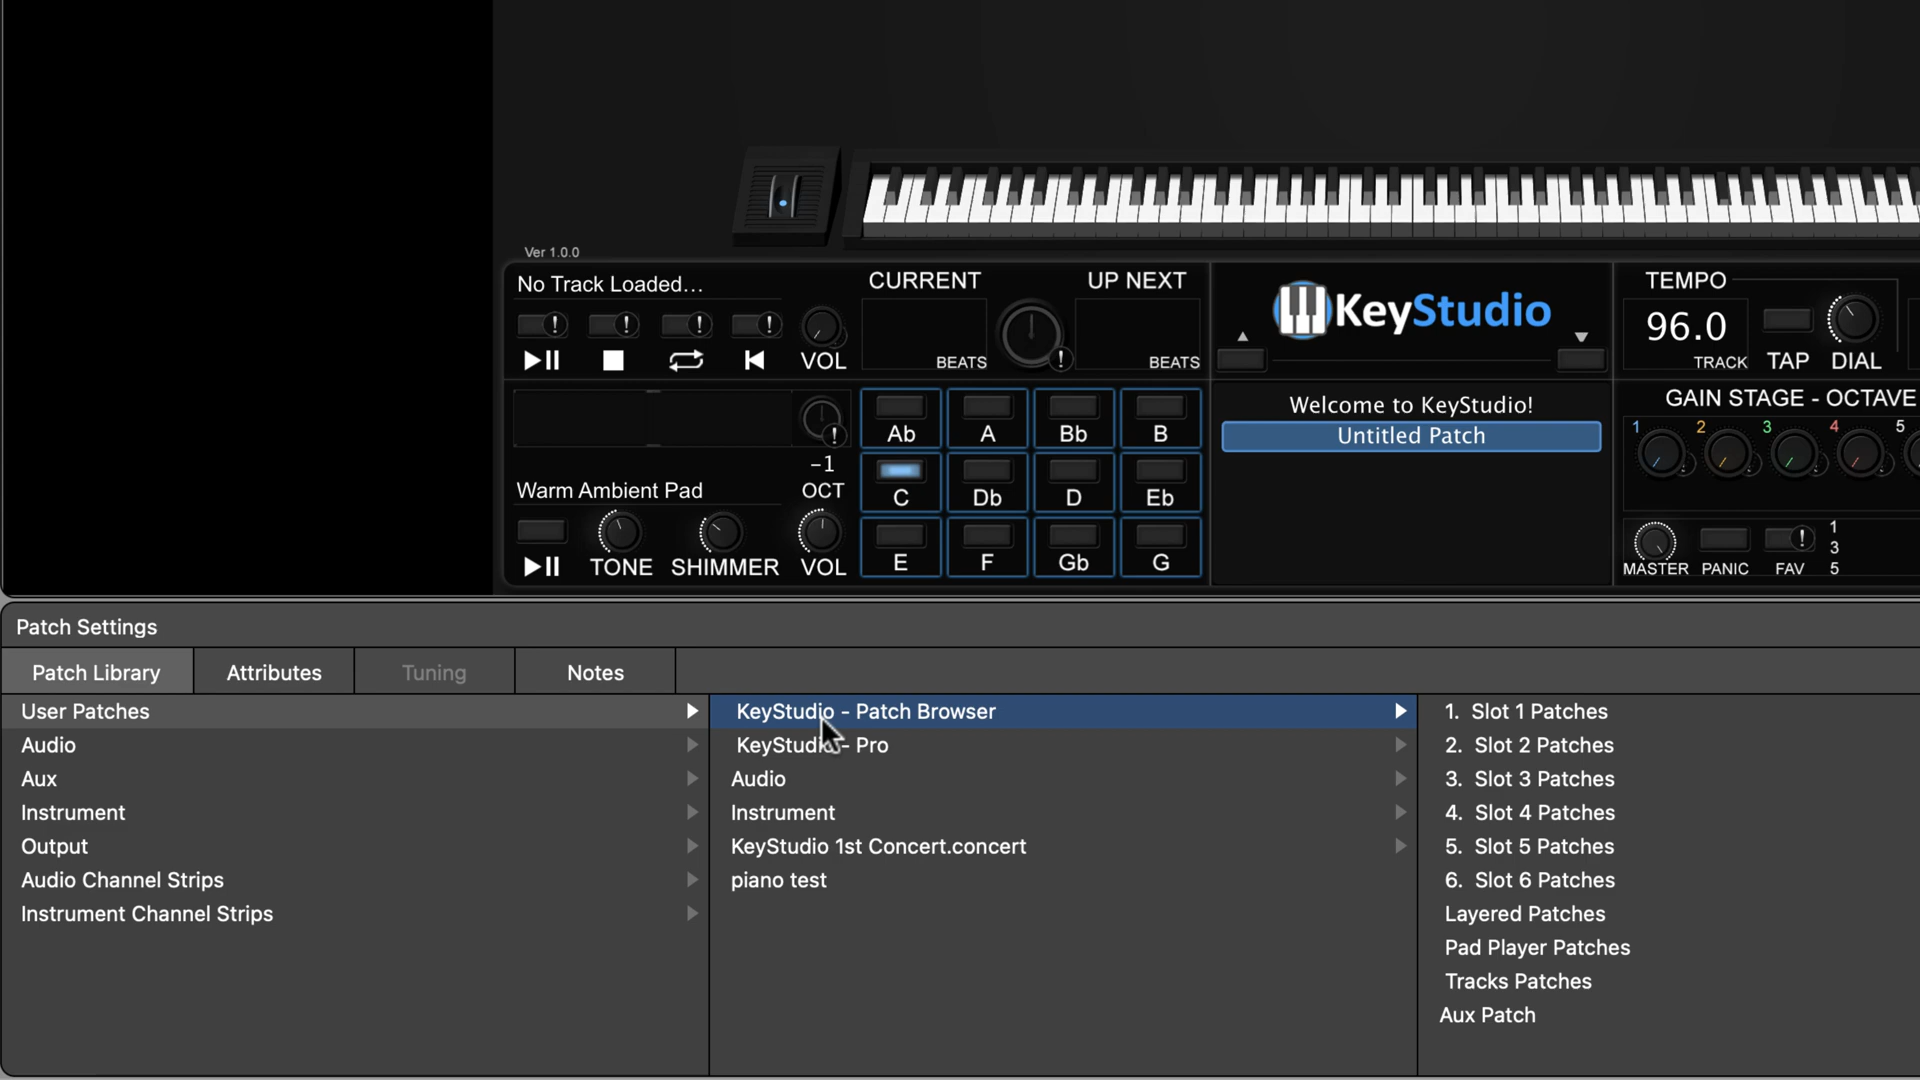 Ver 1.0.0
No Track Loaded...
VOL
CURRENT
BEATS
UP NEXT
BEATS
KeyStudio
TEMPO
96.0
TRACK
TAP
DIAL
-1
OCT
Warm Ambient Pad
TONE
SHIMMER
VOL
Ab
A
Bb
B
C
Db
D
Eb
E
F
Gb
G
Welcome to KeyStudio!
Untitled Patch
GAIN STAGE - OCTAVE
1
2
3
4
5
MASTER
PANIC
FAV
1
3
5
Patch Settings
Patch Library
Attributes
Tuning
Notes
User Patches
Audio
Aux
Instrument
Output
Audio Channel Strips
Instrument Channel Strips
KeyStudio - Patch Browser
KeyStudio - Pro
Audio
Instrument
KeyStudio 1st Concert.concert
piano test
1. Slot 1 Patches
2. Slot 2 Patches
3. Slot 3 Patches
4. Slot 4 Patches
5. Slot 5 Patches
6. Slot 6 Patches
Layered Patches
Pad Player Patches
Tracks Patches
Aux Patch